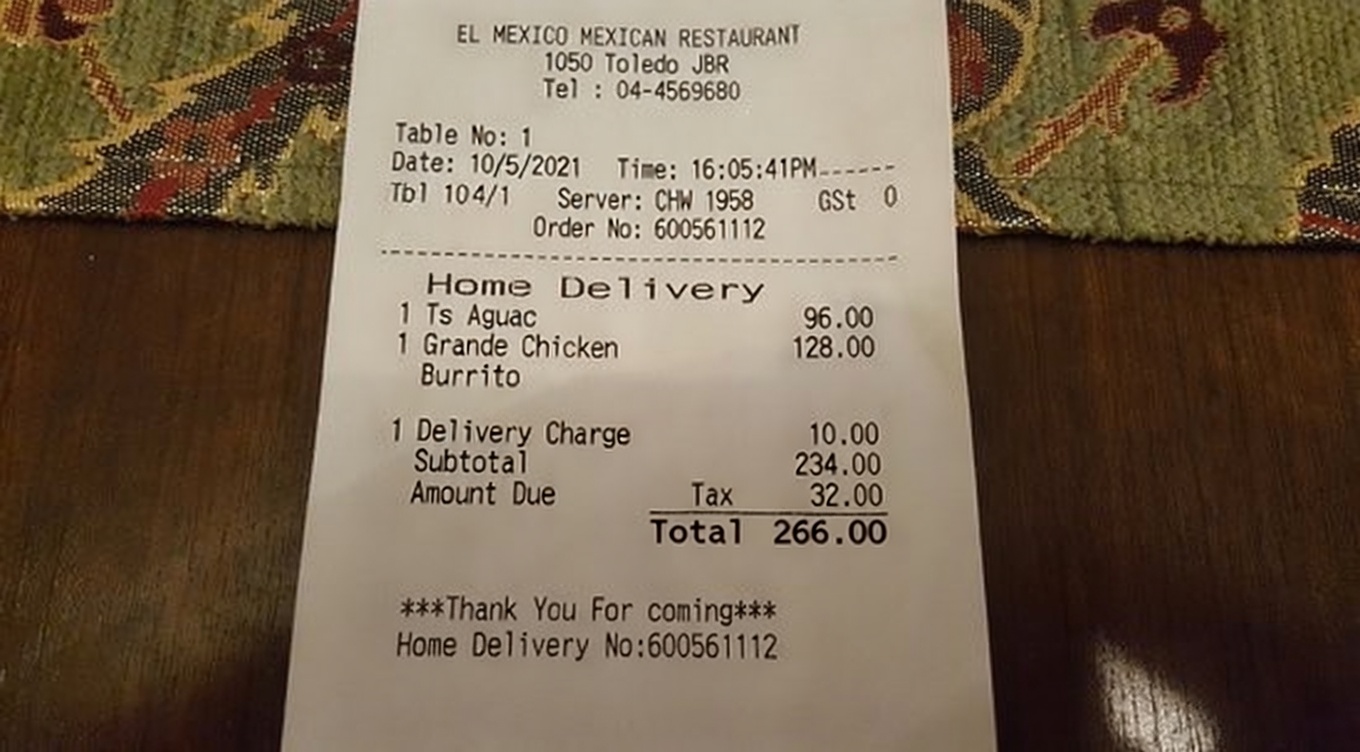 EL MEXICO MEXICAN RESTAURANT
1050 Toledo JBR
Tel : 04-4569680
Table No: 1
Date: 10/5/2021 Time: 16:05:41PM------
Tbl 104/1 Server: CHW 1958 GSt 0
Order No: 600561112
Home Delivery
1 Ts Aguac 96.00
1 Grande Chicken 128.00
Burrito
1 Delivery Charge 10.00
Subtotal 234.00
Amount Due Tax 32.00
Total 266.00
***Thank You For coming***
Home Delivery No:600561112